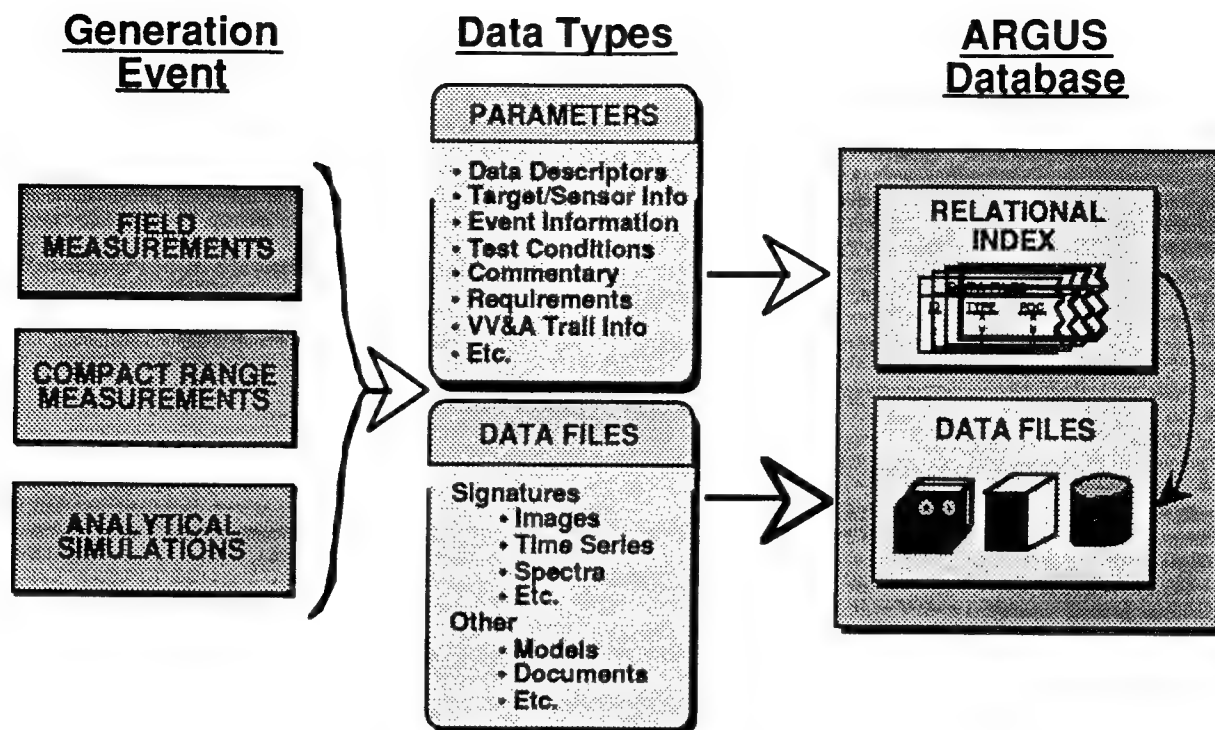 Generation
Event
FIELD
MEASUREMENTS
COMPACT RANGE
MEASUREMENTS
ANALYTICAL
SIMULATIONS
Data Types
PARAMETERS
• Data Descriptors
• Target/Sensor Info
• Event Information
• Test Conditions
• Commentary
• Requirements
• VV&A Trail Info
• Etc.
DATA FILES
Signatures
• Images
• Time Series
• Spectra
• Etc.
Other
• Models
• Documents
• Etc.
ARGUS
Database
RELATIONAL
INDEX
TYPE POC
DATA FILES